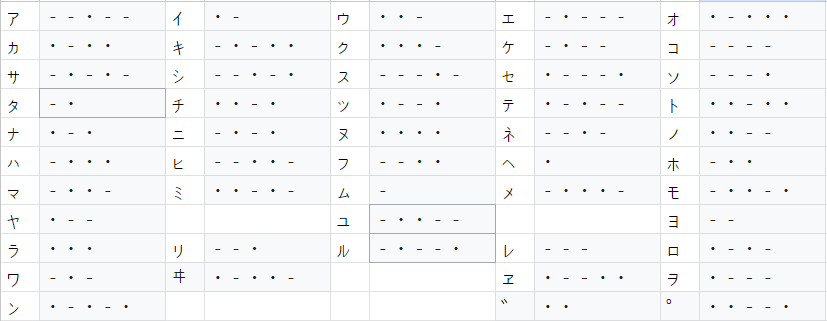 ア - - • - - イ • - ウ • • - エ - • - - - オ • - • • •
カ • - • • キ - • - • • ク • • • - ケ - • - - コ - - - -
サ - • - • - シ - - • - • ス - - - • - セ • - - - • ソ - - - •
タ - • チ • • - • ツ • - - • テ • - • - - ト • • - • •
ナ • - • ニ - • - • ヌ • • • • ネ - - • - ノ • • - -
ハ - • • • ヒ - - • • - フ - - • • ヘ • ホ - • •
マ - • • - ミ • • - • - ム - メ - • • • - モ - • • - •
ヤ • - - ユ - • • - - ヨ - -
ラ • • • リ - - • ル - • - - • レ - - - ロ • - • -
ワ - • - ヰ • - • • - ヱ • - - • • ヲ • - - -
ン • - • - • ゛ • • ゜ • • - - •